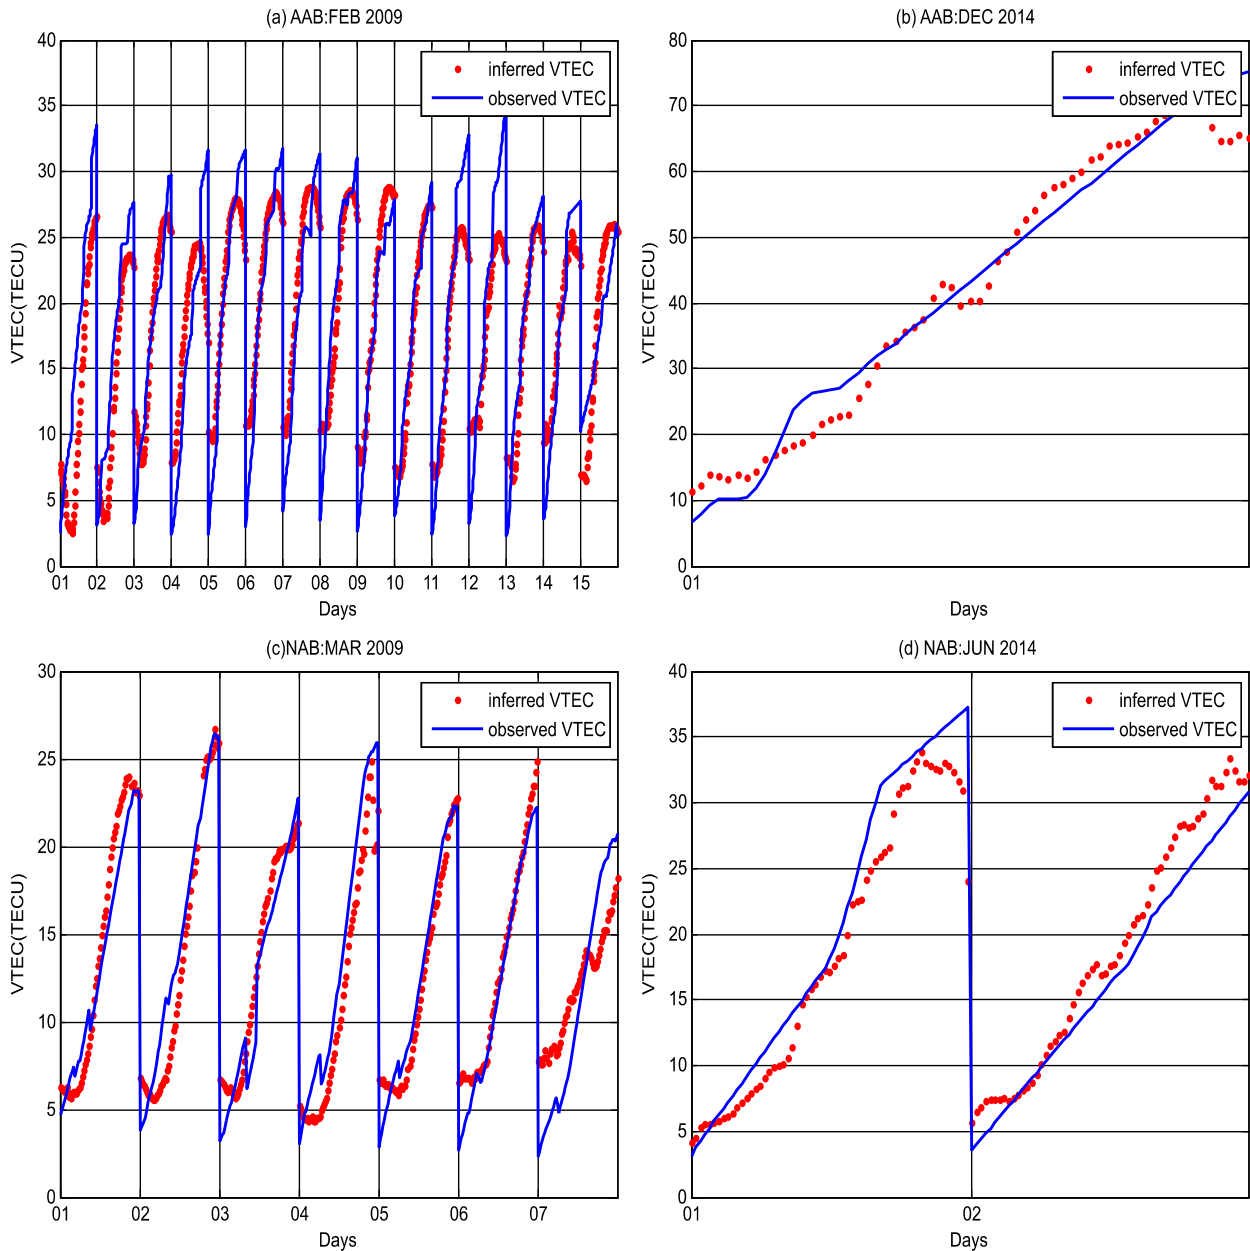 (a) AAB:FEB 2009
40
35
30
25
20
15
10
5
0
VTEC(TECU)
inferred VTEC
observed VTEC
01 02 03 04 05 06 07 08 09 10 11 12 13 14 15
Days
(b) AAB:DEC 2014
80
70
60
50
40
30
20
10
0
VTEC(TECU)
inferred VTEC
observed VTEC
01
Days
(c)NAB:MAR 2009
30
25
20
15
10
5
0
VTEC(TECU)
inferred VTEC
observed VTEC
01 02 03 04 05 06 07
Days
(d) NAB:JUN 2014
40
35
30
25
20
15
10
5
0
VTEC(TECU)
inferred VTEC
observed VTEC
01 02
Days